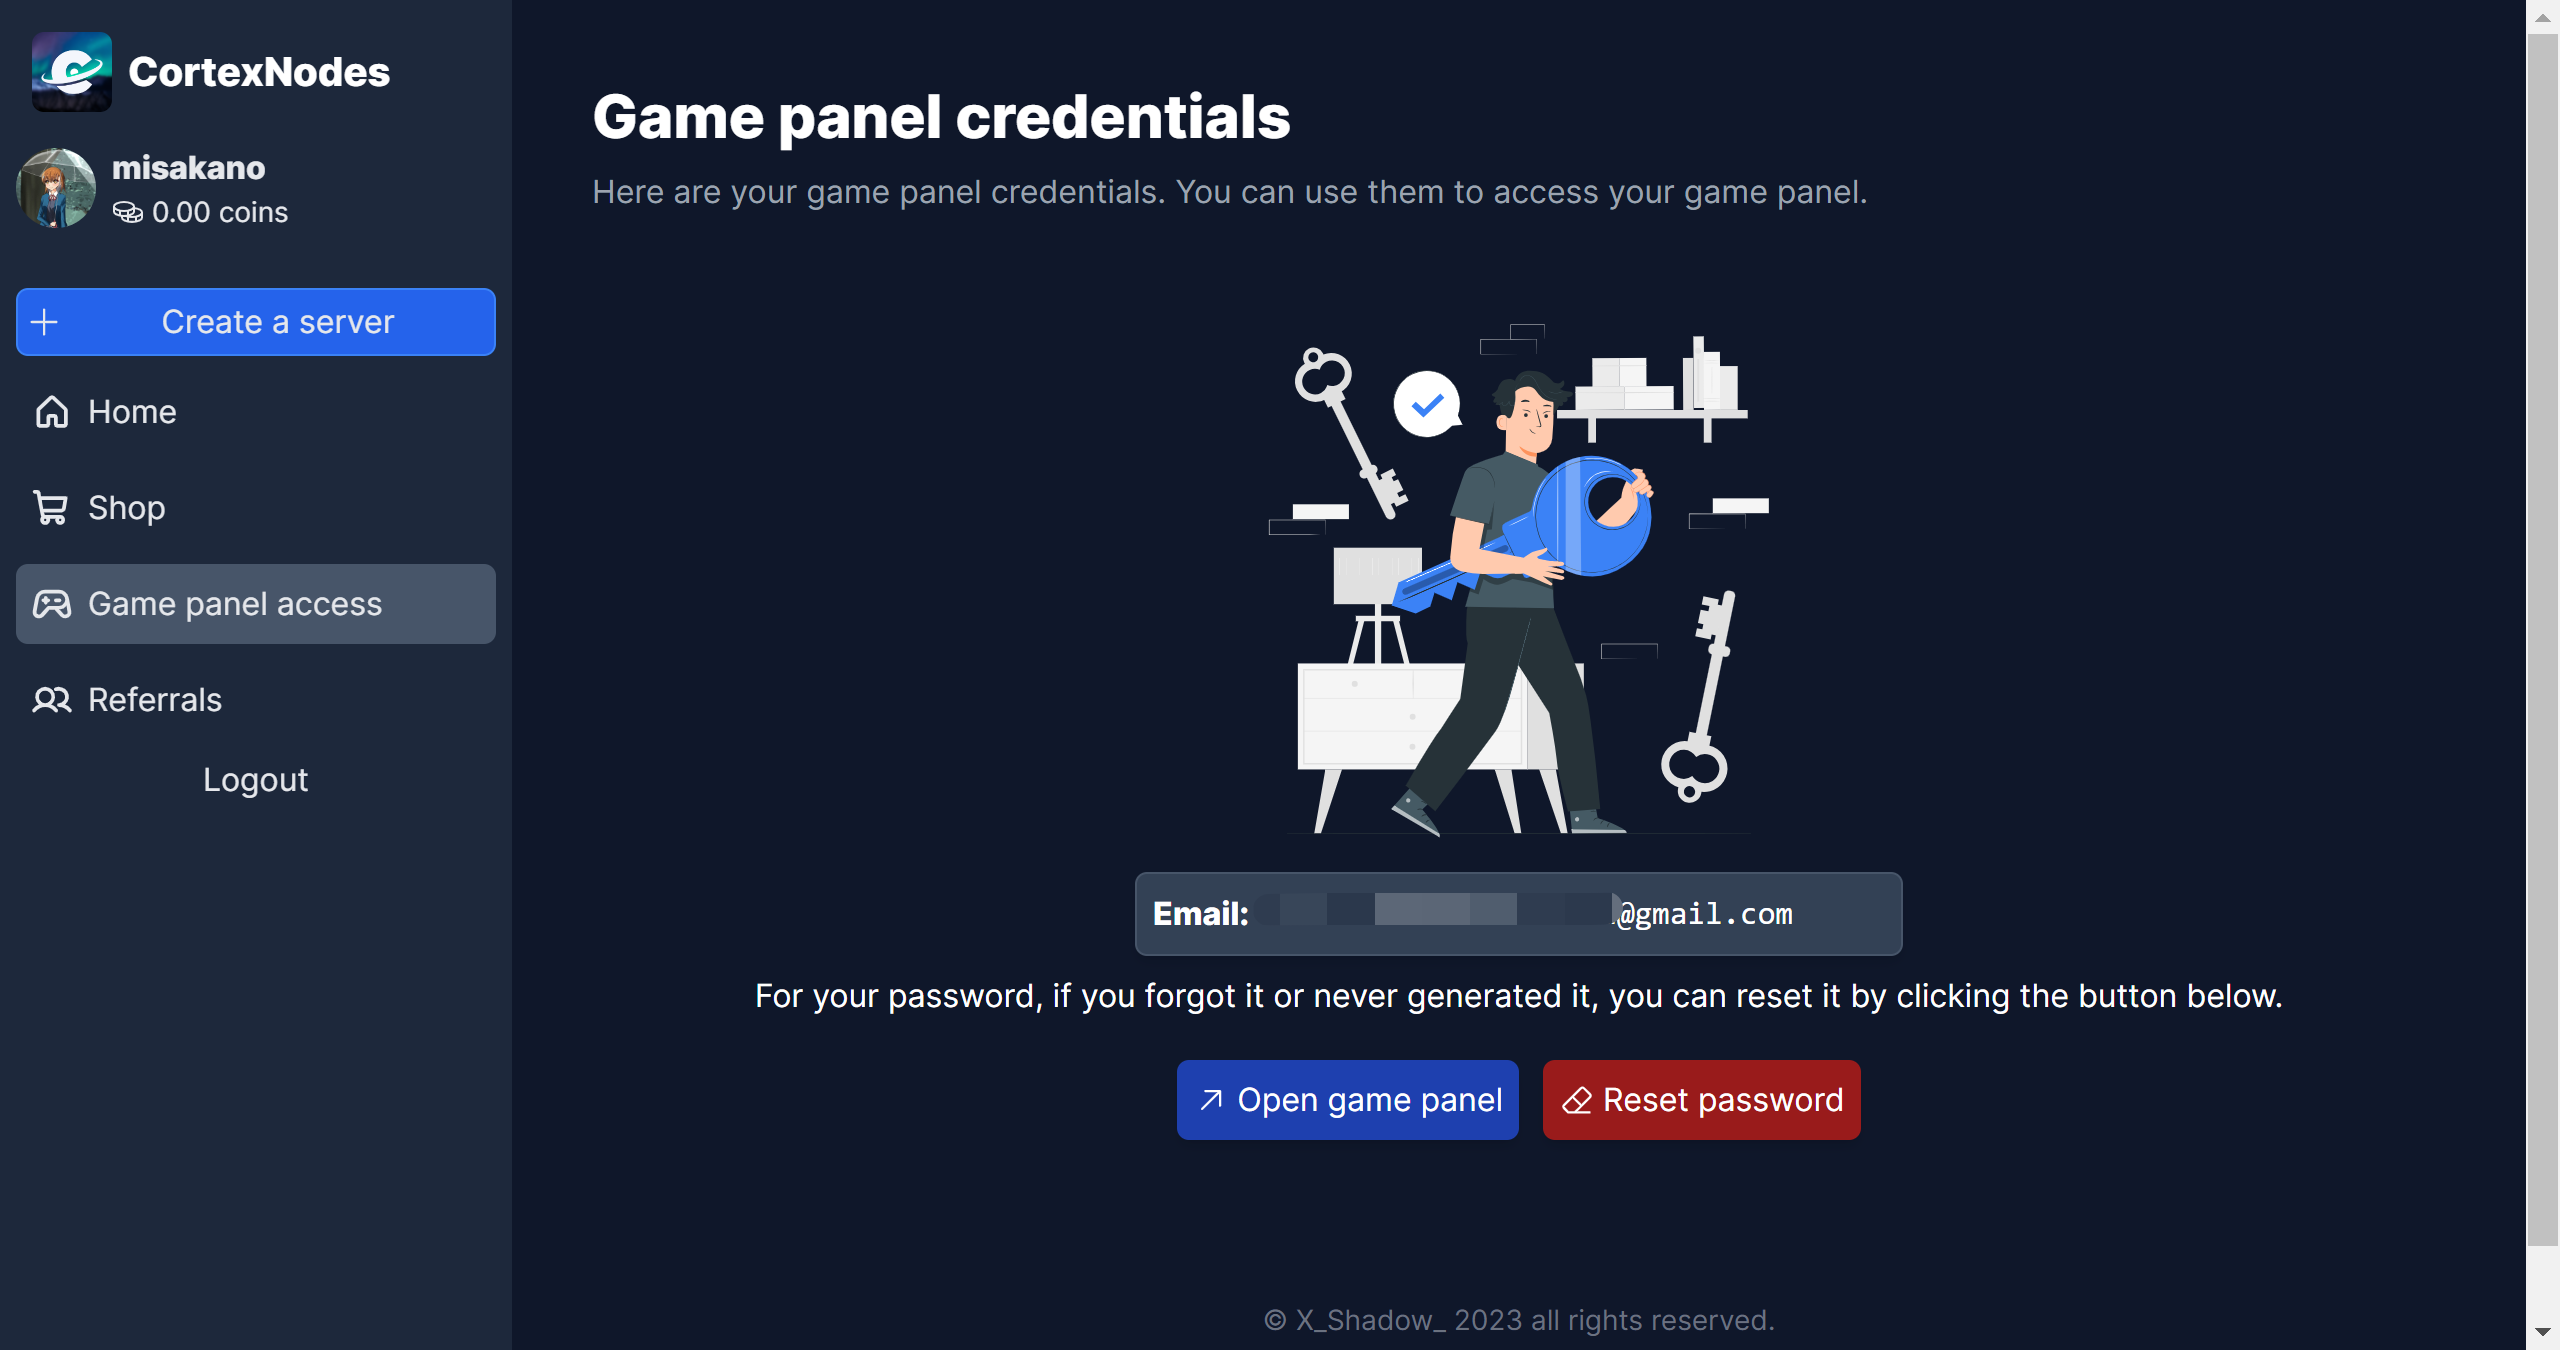 CortexNodes
misakano
0.00 coins
Create a server
Home
Shop
Game panel access
Referrals
Logout
Game panel credentials
Here are your game panel credentials. You can use them to access your game panel.
Email: @gmail.com
For your password, if you forgot it or never generated it, you can reset it by clicking the button below.
Open game panel
Reset password
© X_Shadow_ 2023 all rights reserved.